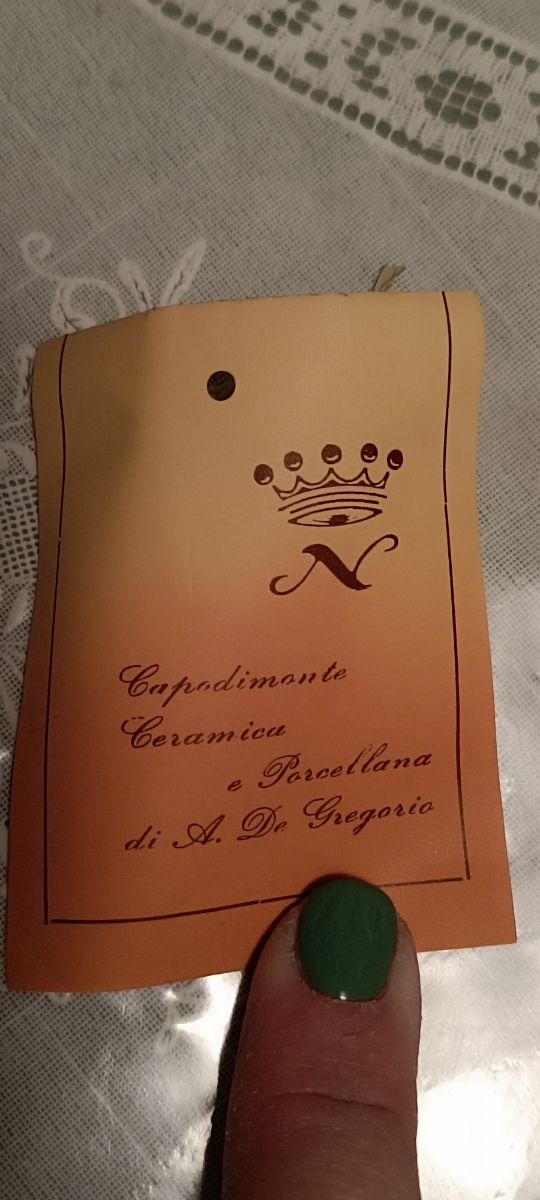 N
Capodimonte
Ceramica
e Porcellana
di A. De Gregorio